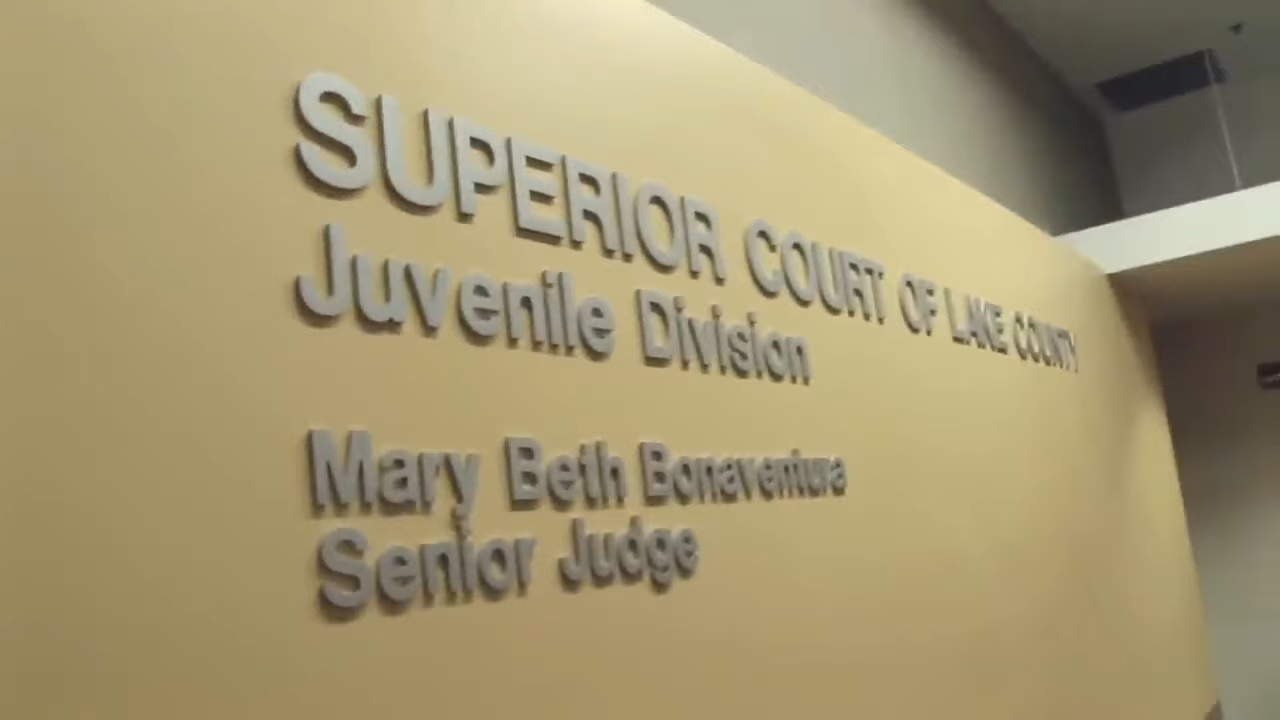 SUPERIOR COURT OF LAKE COUNTY
Juvenile Division
Mary Beth Bonaventura
Senior Judge